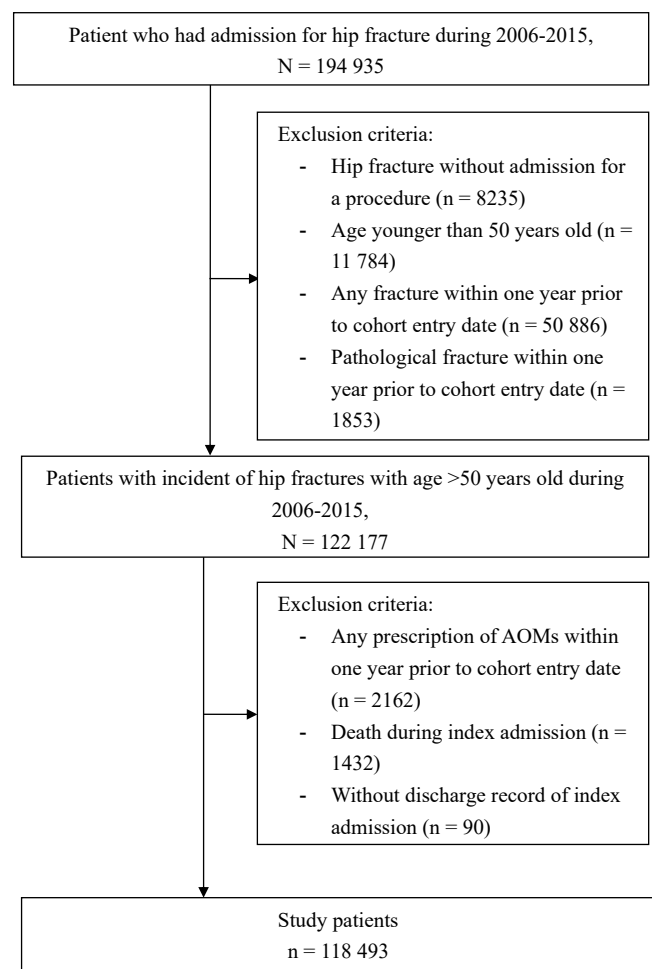 Patient who had admission for hip fracture during 2006-2015,
N = 194 935
Exclusion criteria:
- Hip fracture without admission for
a procedure (n = 8235)
- Age younger than 50 years old (n =
11 784)
- Any fracture within one year prior
to cohort entry date (n = 50 886)
- Pathological fracture within one
year prior to cohort entry date (n =
1853)
Patients with incident of hip fractures with age >50 years old during
2006-2015,
N = 122 177
Exclusion criteria:
- Any prescription of AOMs within
one year prior to cohort entry date
(n = 2162)
- Death during index admission (n =
1432)
- Without discharge record of index
admission (n = 90)
Study patients
n = 118 493